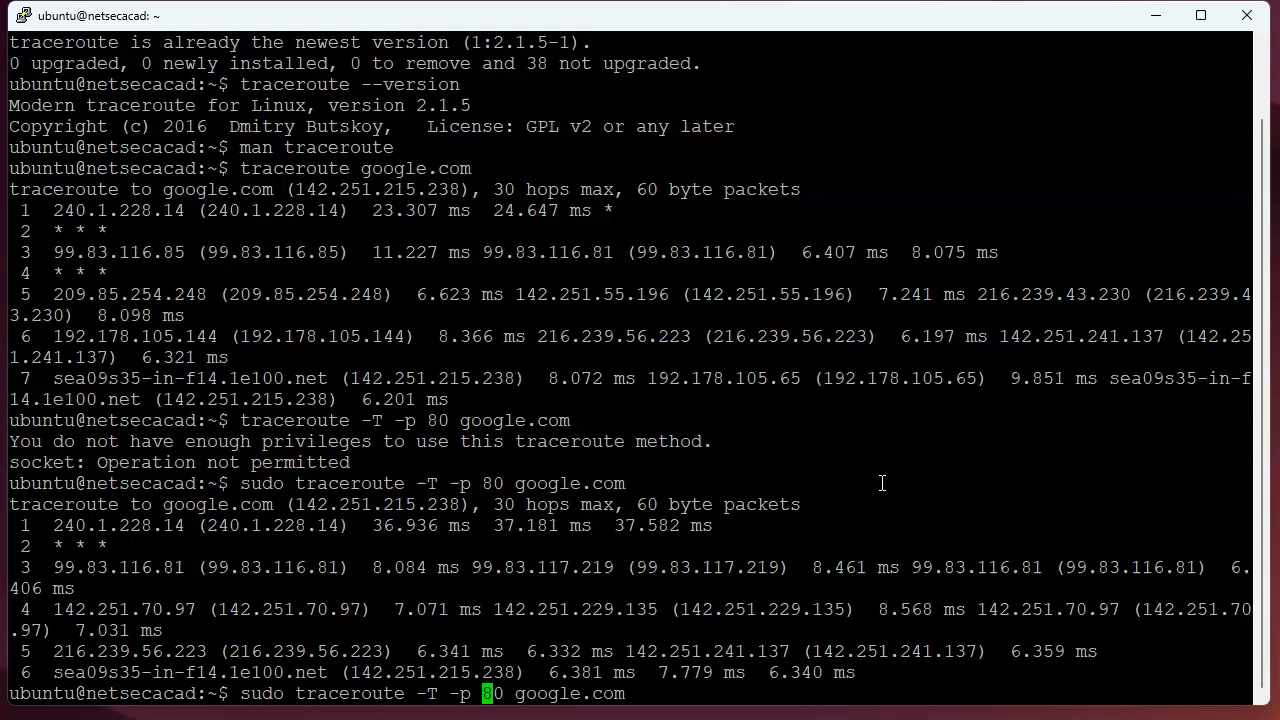 ubuntu@netsecacad: ~
traceroute is already the newest version (1:2.1.5-1).
0 upgraded, 0 newly installed, 0 to remove and 38 not upgraded.
ubuntu@netsecacad:~$ traceroute --version
Modern traceroute for Linux, version 2.1.5
Copyright (c) 2016  Dmitry Butskoy,   License: GPL v2 or any later
ubuntu@netsecacad:~$ man traceroute
ubuntu@netsecacad:~$ traceroute google.com
traceroute to google.com (142.251.215.238), 30 hops max, 60 byte packets
 1  240.1.228.14 (240.1.228.14)  23.307 ms  24.647 ms *
 2  * * *
 3  99.83.116.85 (99.83.116.85)  11.227 ms 99.83.116.81 (99.83.116.81)  6.407 ms  8.075 ms
 4  * * *
 5  209.85.254.248 (209.85.254.248)  6.623 ms 142.251.55.196 (142.251.55.196)  7.241 ms 216.239.43.230 (216.239.4
3.230)  8.098 ms
 6  192.178.105.144 (192.178.105.144)  8.366 ms 216.239.56.223 (216.239.56.223)  6.197 ms 142.251.241.137 (142.25
1.241.137)  6.321 ms
 7  sea09s35-in-f14.1e100.net (142.251.215.238)  8.072 ms 192.178.105.65 (192.178.105.65)  9.851 ms sea09s35-in-f
14.1e100.net (142.251.215.238)  6.201 ms
ubuntu@netsecacad:~$ traceroute -T -p 80 google.com
You do not have enough privileges to use this traceroute method.
socket: Operation not permitted
ubuntu@netsecacad:~$ sudo traceroute -T -p 80 google.com
traceroute to google.com (142.251.215.238), 30 hops max, 60 byte packets
 1  240.1.228.14 (240.1.228.14)  36.936 ms  37.181 ms  37.582 ms
 2  * * *
 3  99.83.116.81 (99.83.116.81)  8.084 ms 99.83.117.219 (99.83.117.219)  8.461 ms 99.83.116.81 (99.83.116.81)  6.
406 ms
 4  142.251.70.97 (142.251.70.97)  7.071 ms 142.251.229.135 (142.251.229.135)  8.568 ms 142.251.70.97 (142.251.70
.97)  7.031 ms
 5  216.239.56.223 (216.239.56.223)  6.341 ms  6.332 ms 142.251.241.137 (142.251.241.137)  6.359 ms
 6  sea09s35-in-f14.1e100.net (142.251.215.238)  6.381 ms  7.779 ms  6.340 ms
ubuntu@netsecacad:~$ sudo traceroute -T -p 80 google.com